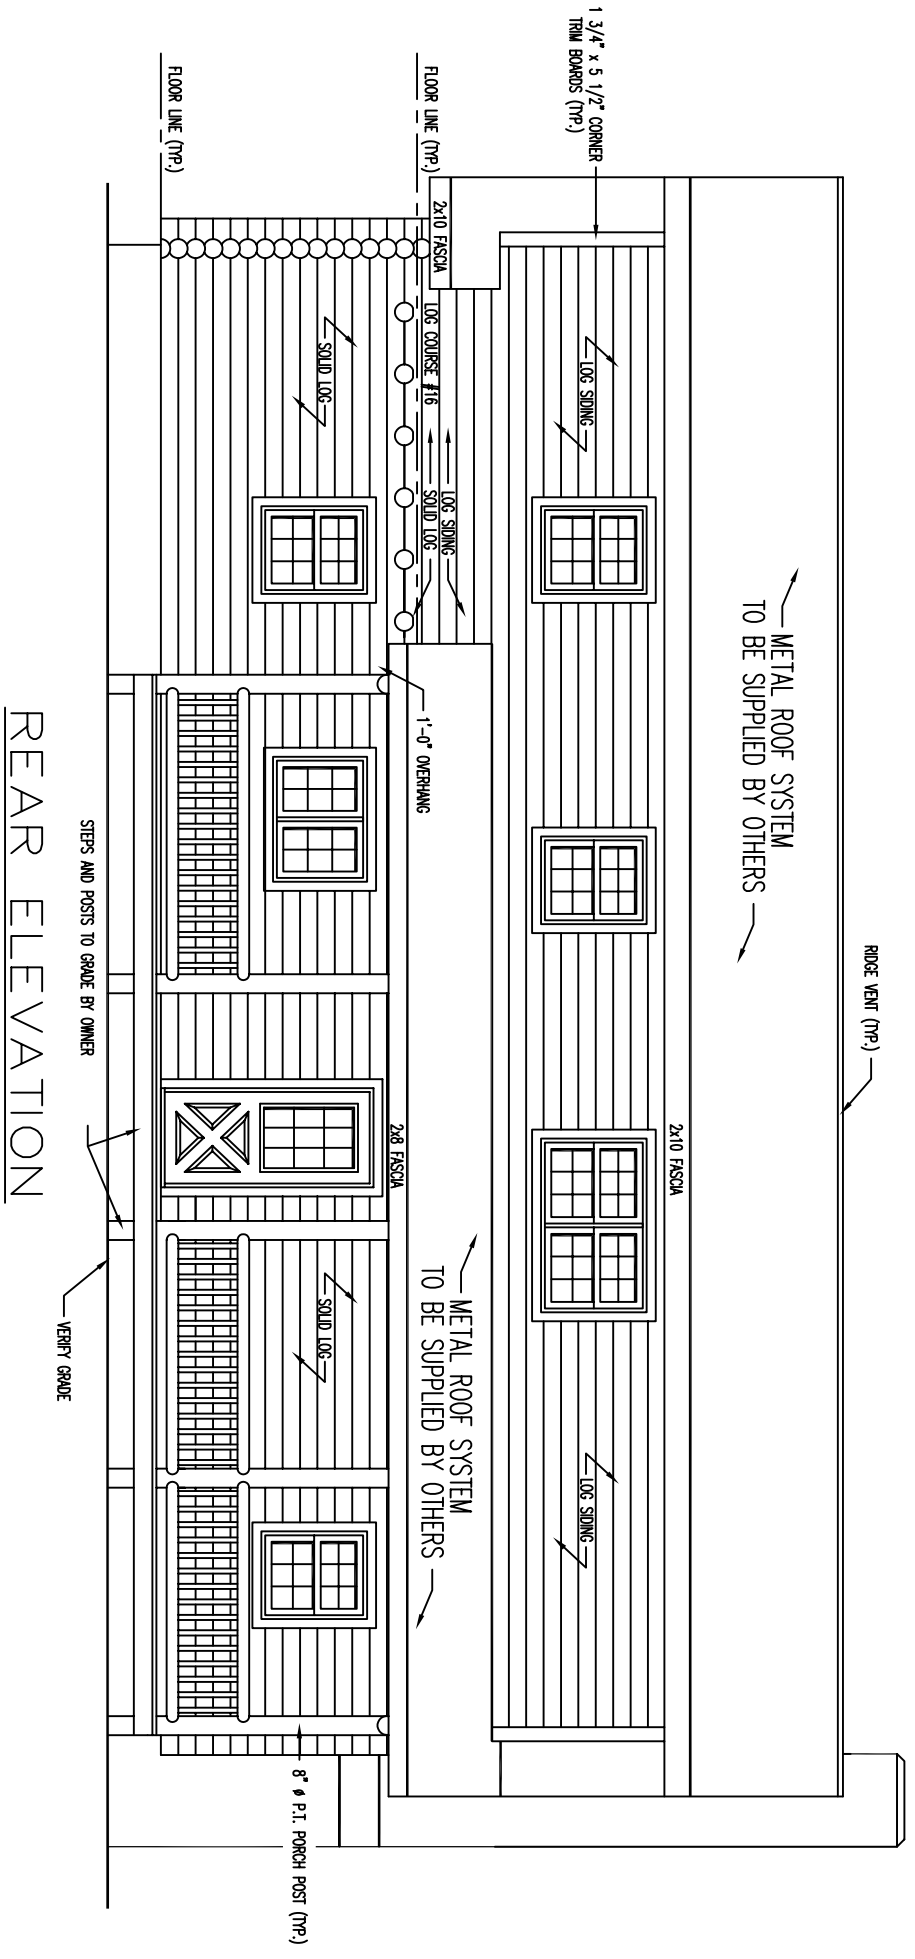 RIDGE VENT (TYP.)
METAL ROOF SYSTEM
TO BE SUPPLIED BY OTHERS
2x10 FASCIA
1 3/4" x 5 1/2" CORNER
TRIM BOARDS (TYP.)
LOG SIDING
LOG SIDING
METAL ROOF SYSTEM
TO BE SUPPLIED BY OTHERS
2x10 FASCIA
LOG SIDING
SOLID LOG
LOG COURSE #16
FLOOR LINE (TYP.)
1'-0" OVERHANG
2x8 FASCIA
SOLID LOG
SOLID LOG
8" ø P.T. PORCH POST (TYP.)
FLOOR LINE (TYP.)
STEPS AND POSTS TO GRADE BY OWNER
VERIFY GRADE
REAR ELEVATION